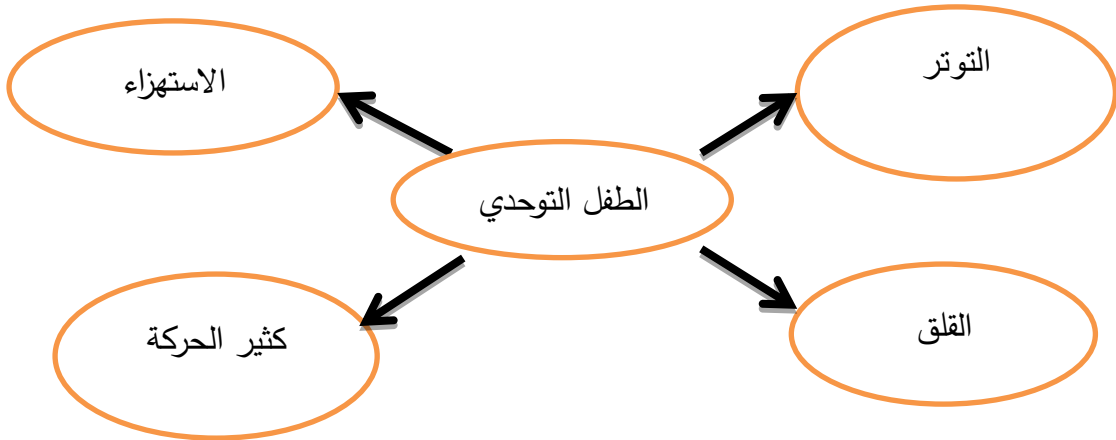 التوتر
الاستهزاء
الطفل التوحدي
القلق
كثير الحركة